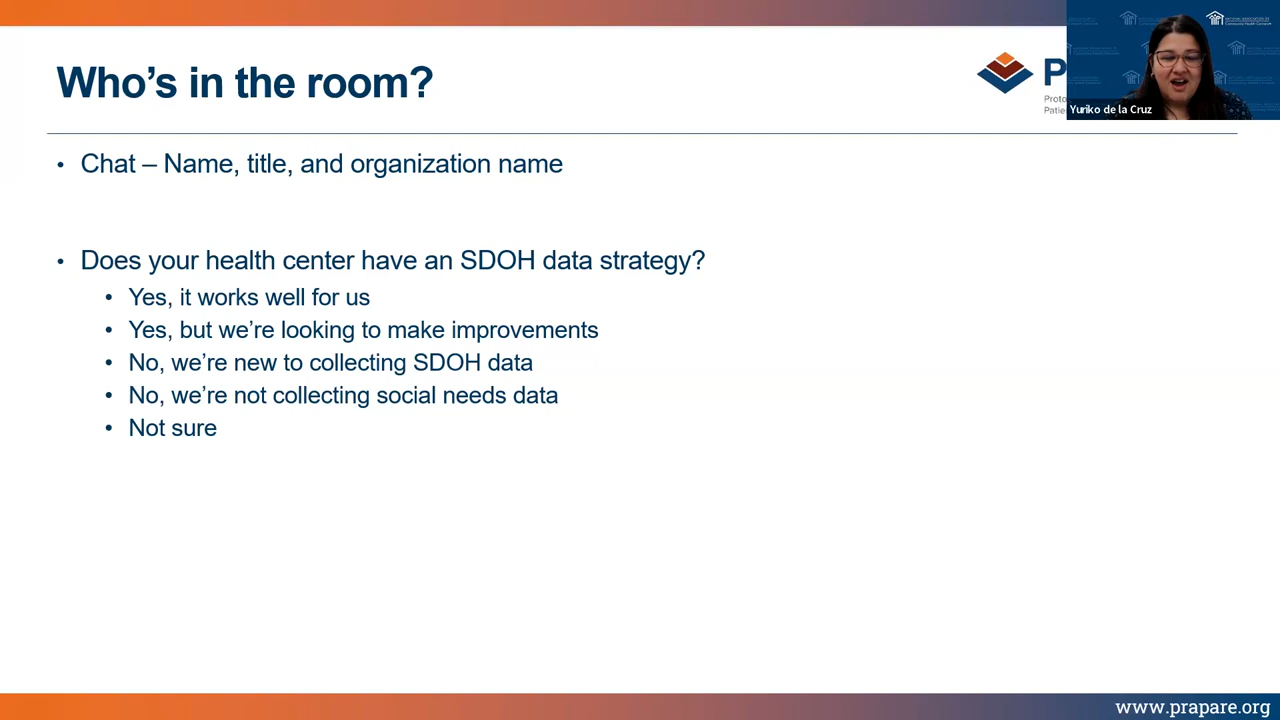 Who's in the room?
P
Proto
Patie
Yuriko de la Cruz
• Chat – Name, title, and organization name
• Does your health center have an SDOH data strategy?
• Yes, it works well for us
• Yes, but we're looking to make improvements
• No, we're new to collecting SDOH data
• No, we're not collecting social needs data
• Not sure
www.prapare.org